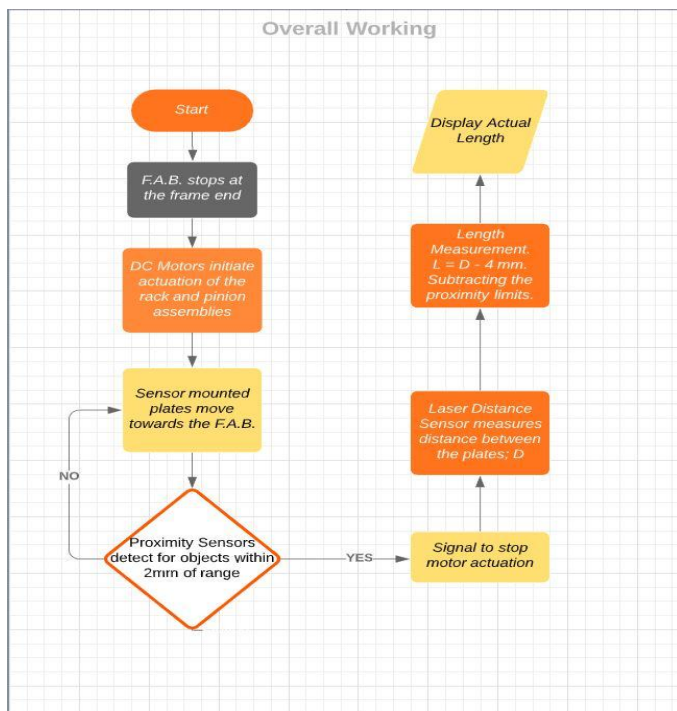 Overall Working
Start
F.A.B. stops at
the frame end
DC Motors initiate
actuation of the
rack and pinion
assemblies
Sensor mounted
plates move
towards the F.A.B.
NO
Proximity Sensors
detect for objects within
2mm of range
YES
Signal to stop
motor actuation
Laser Distance
Sensor measures
distance between
the plates; D
Length
Measurement.
L = D - 4 mm.
Subtracting the
proximity limits.
Display Actual
Length